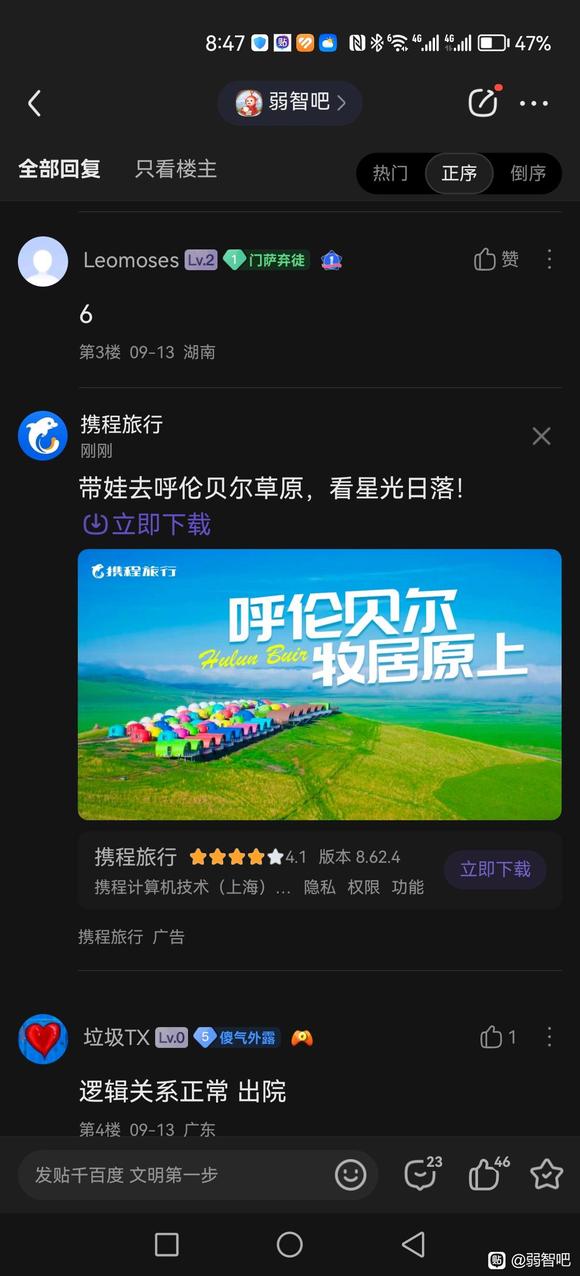 8:47
4G
4G
47%
弱智吧
全部回复
只看楼主
热门
正序
倒序
Leomoses
Lv.2
1
门萨弃徒
1
赞
6
第3楼 09-13 湖南
携程旅行
刚刚
带娃去呼伦贝尔草原，看星光日落！
立即下载
携程旅行
呼伦贝尔
Hulun Buir
牧居原上
携程旅行
4.1
版本 8.62.4
立即下载
携程计算机技术（上海）...
隐私 权限 功能
携程旅行 广告
垃圾TX
Lv.0
5
傻气外露
1
逻辑关系正常 出院
第4楼 09-13 广东
发贴千百度 文明第一步
23
46
贴 @弱智吧